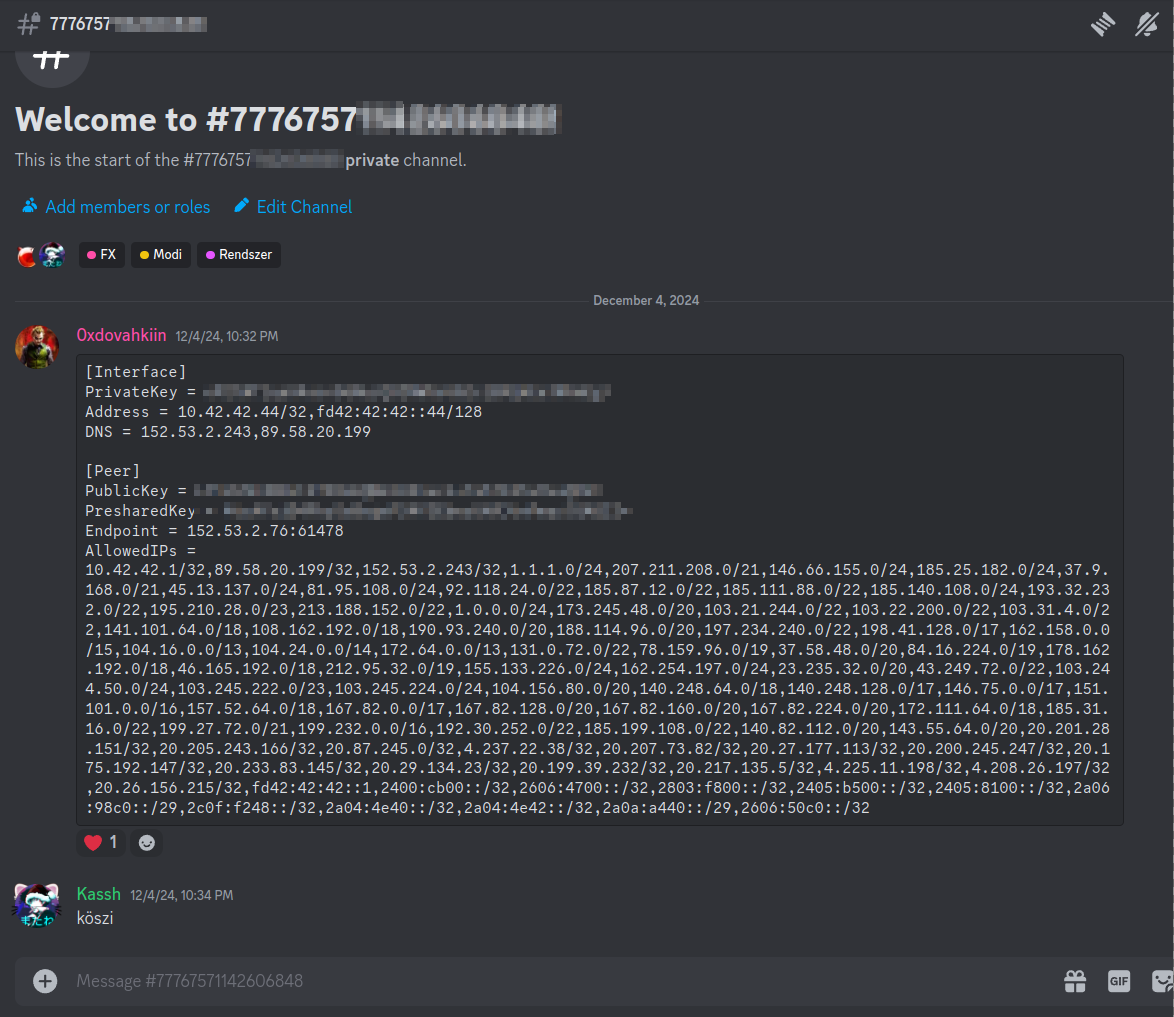 7776757
Welcome to #7776757
This is the start of the #7776757 private channel.
Add members or roles Edit Channel
FX Modi Rendszer
December 4, 2024
0xdovahkiin 12/4/24, 10:32 PM
[Interface]
PrivateKey =
Address = 10.42.42.44/32,fd42:42:42::44/128
DNS = 152.53.2.243,89.58.20.199
[Peer]
PublicKey =
PresharedKey =
Endpoint = 152.53.2.76:61478
AllowedIPs =
10.42.42.1/32,89.58.20.199/32,152.53.2.243/32,1.1.1.0/24,207.211.208.0/21,146.66.155.0/24,185.25.182.0/24,37.9.
168.0/21,45.13.137.0/24,81.95.108.0/24,92.118.24.0/22,185.87.12.0/22,185.111.88.0/22,185.140.108.0/24,193.32.23
2.0/22,195.210.28.0/23,213.188.152.0/22,1.0.0.0/24,173.245.48.0/20,103.21.244.0/22,103.22.200.0/22,103.31.4.0/2
2,141.101.64.0/18,108.162.192.0/18,190.93.240.0/20,188.114.96.0/20,197.234.240.0/22,198.41.128.0/17,162.158.0.0
/15,104.16.0.0/13,104.24.0.0/14,172.64.0.0/13,131.0.72.0/22,78.159.96.0/19,37.58.48.0/20,84.16.224.0/19,178.162
.192.0/18,46.165.192.0/18,212.95.32.0/19,155.133.226.0/24,162.254.197.0/24,23.235.32.0/20,43.249.72.0/22,103.24
4.50.0/24,103.245.222.0/23,103.245.224.0/24,104.156.80.0/20,140.248.64.0/18,140.248.128.0/17,146.75.0.0/17,151.
101.0.0/16,157.52.64.0/18,167.82.0.0/17,167.82.128.0/20,167.82.160.0/20,167.82.224.0/20,172.111.64.0/18,185.31.
16.0/22,199.27.72.0/21,199.232.0.0/16,192.30.252.0/22,185.199.108.0/22,140.82.112.0/20,143.55.64.0/20,20.201.28
.151/32,20.205.243.166/32,20.87.245.0/32,4.237.22.38/32,20.207.73.82/32,20.27.177.113/32,20.200.245.247/32,20.1
75.192.147/32,20.233.83.145/32,20.29.134.23/32,20.199.39.232/32,20.217.135.5/32,4.225.11.198/32,4.208.26.197/32
,20.26.156.215/32,fd42:42:42::1,2400:cb00::/32,2606:4700::/32,2803:f800::/32,2405:b500::/32,2405:8100::/32,2a06
:98c0::/29,2c0f:f248::/32,2a04:4e40::/32,2a04:4e42::/32,2a0a:a440::/29,2606:50c0::/32
1
Kassh 12/4/24, 10:34 PM
またね
köszi
Message #77767571142606848
GIF